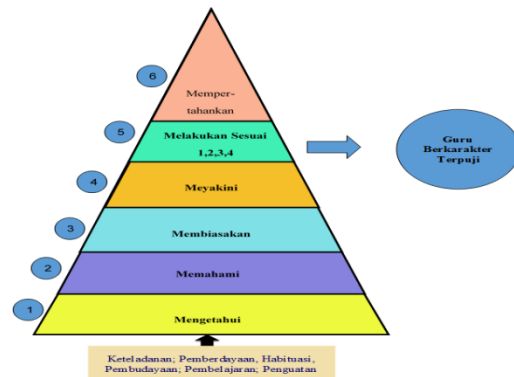 6
Memper-
tahankan
5
Melakukan Sesuai
1,2,3,4
4
Meyakini
3
Membiasakan
2
Memahami
1
Mengetahui
Guru
Berkarakter
Terpuji
Keteladanan; Pemberdayaan, Habituasi,
Pembudayaan; Pembelajaran; Penguatan